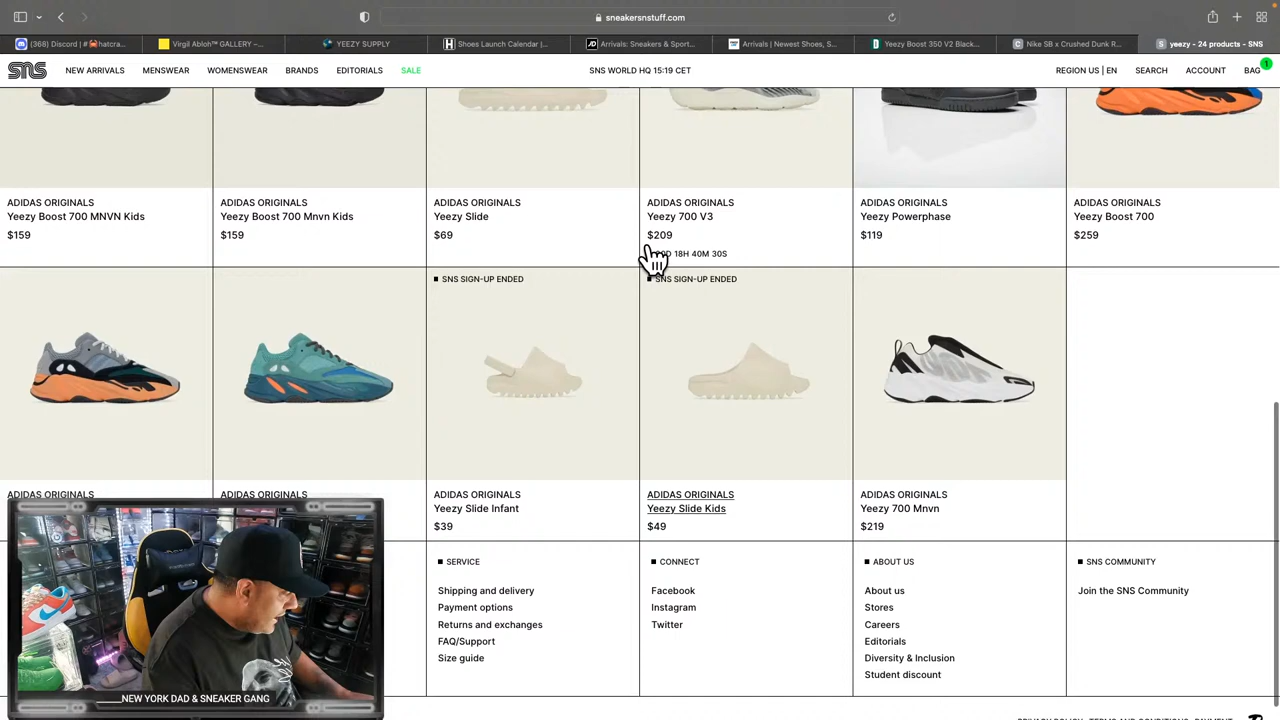 sneakersnstuff.com
(368) Discord | #🦀hatcra...
Virgil Abloh™ GALLERY –...
YEEZY SUPPLY
Shoes Launch Calendar |...
Arrivals: Sneakers & Sport...
Arrivals | Newest Shoes, S...
Yeezy Boost 350 V2 Black...
Nike SB x Crushed Dunk R...
yeezy - 24 products - SNS
SNS
NEW ARRIVALS
MENSWEAR
WOMENSWEAR
BRANDS
EDITORIALS
SALE
SNS WORLD HQ 15:19 CET
REGION US | EN
SEARCH
ACCOUNT
BAG
1
ADIDAS ORIGINALS
Yeezy Boost 700 MNVN Kids
$159
ADIDAS ORIGINALS
Yeezy Boost 700 Mnvn Kids
$159
ADIDAS ORIGINALS
Yeezy Slide
$69
ADIDAS ORIGINALS
Yeezy 700 V3
$209
18H 40M 30S
ADIDAS ORIGINALS
Yeezy Powerphase
$119
ADIDAS ORIGINALS
Yeezy Boost 700
$259
SNS SIGN-UP ENDED
SNS SIGN-UP ENDED
ADIDAS ORIGINALS
ADIDAS ORIGINALS
ADIDAS ORIGINALS
Yeezy Slide Infant
$39
ADIDAS ORIGINALS
Yeezy Slide Kids
$49
ADIDAS ORIGINALS
Yeezy 700 Mnvn
$219
SERVICE
Shipping and delivery
Payment options
Returns and exchanges
FAQ/Support
Size guide
CONNECT
Facebook
Instagram
Twitter
ABOUT US
About us
Stores
Careers
Editorials
Diversity & Inclusion
Student discount
SNS COMMUNITY
Join the SNS Community
NEW YORK DAD & SNEAKER GANG